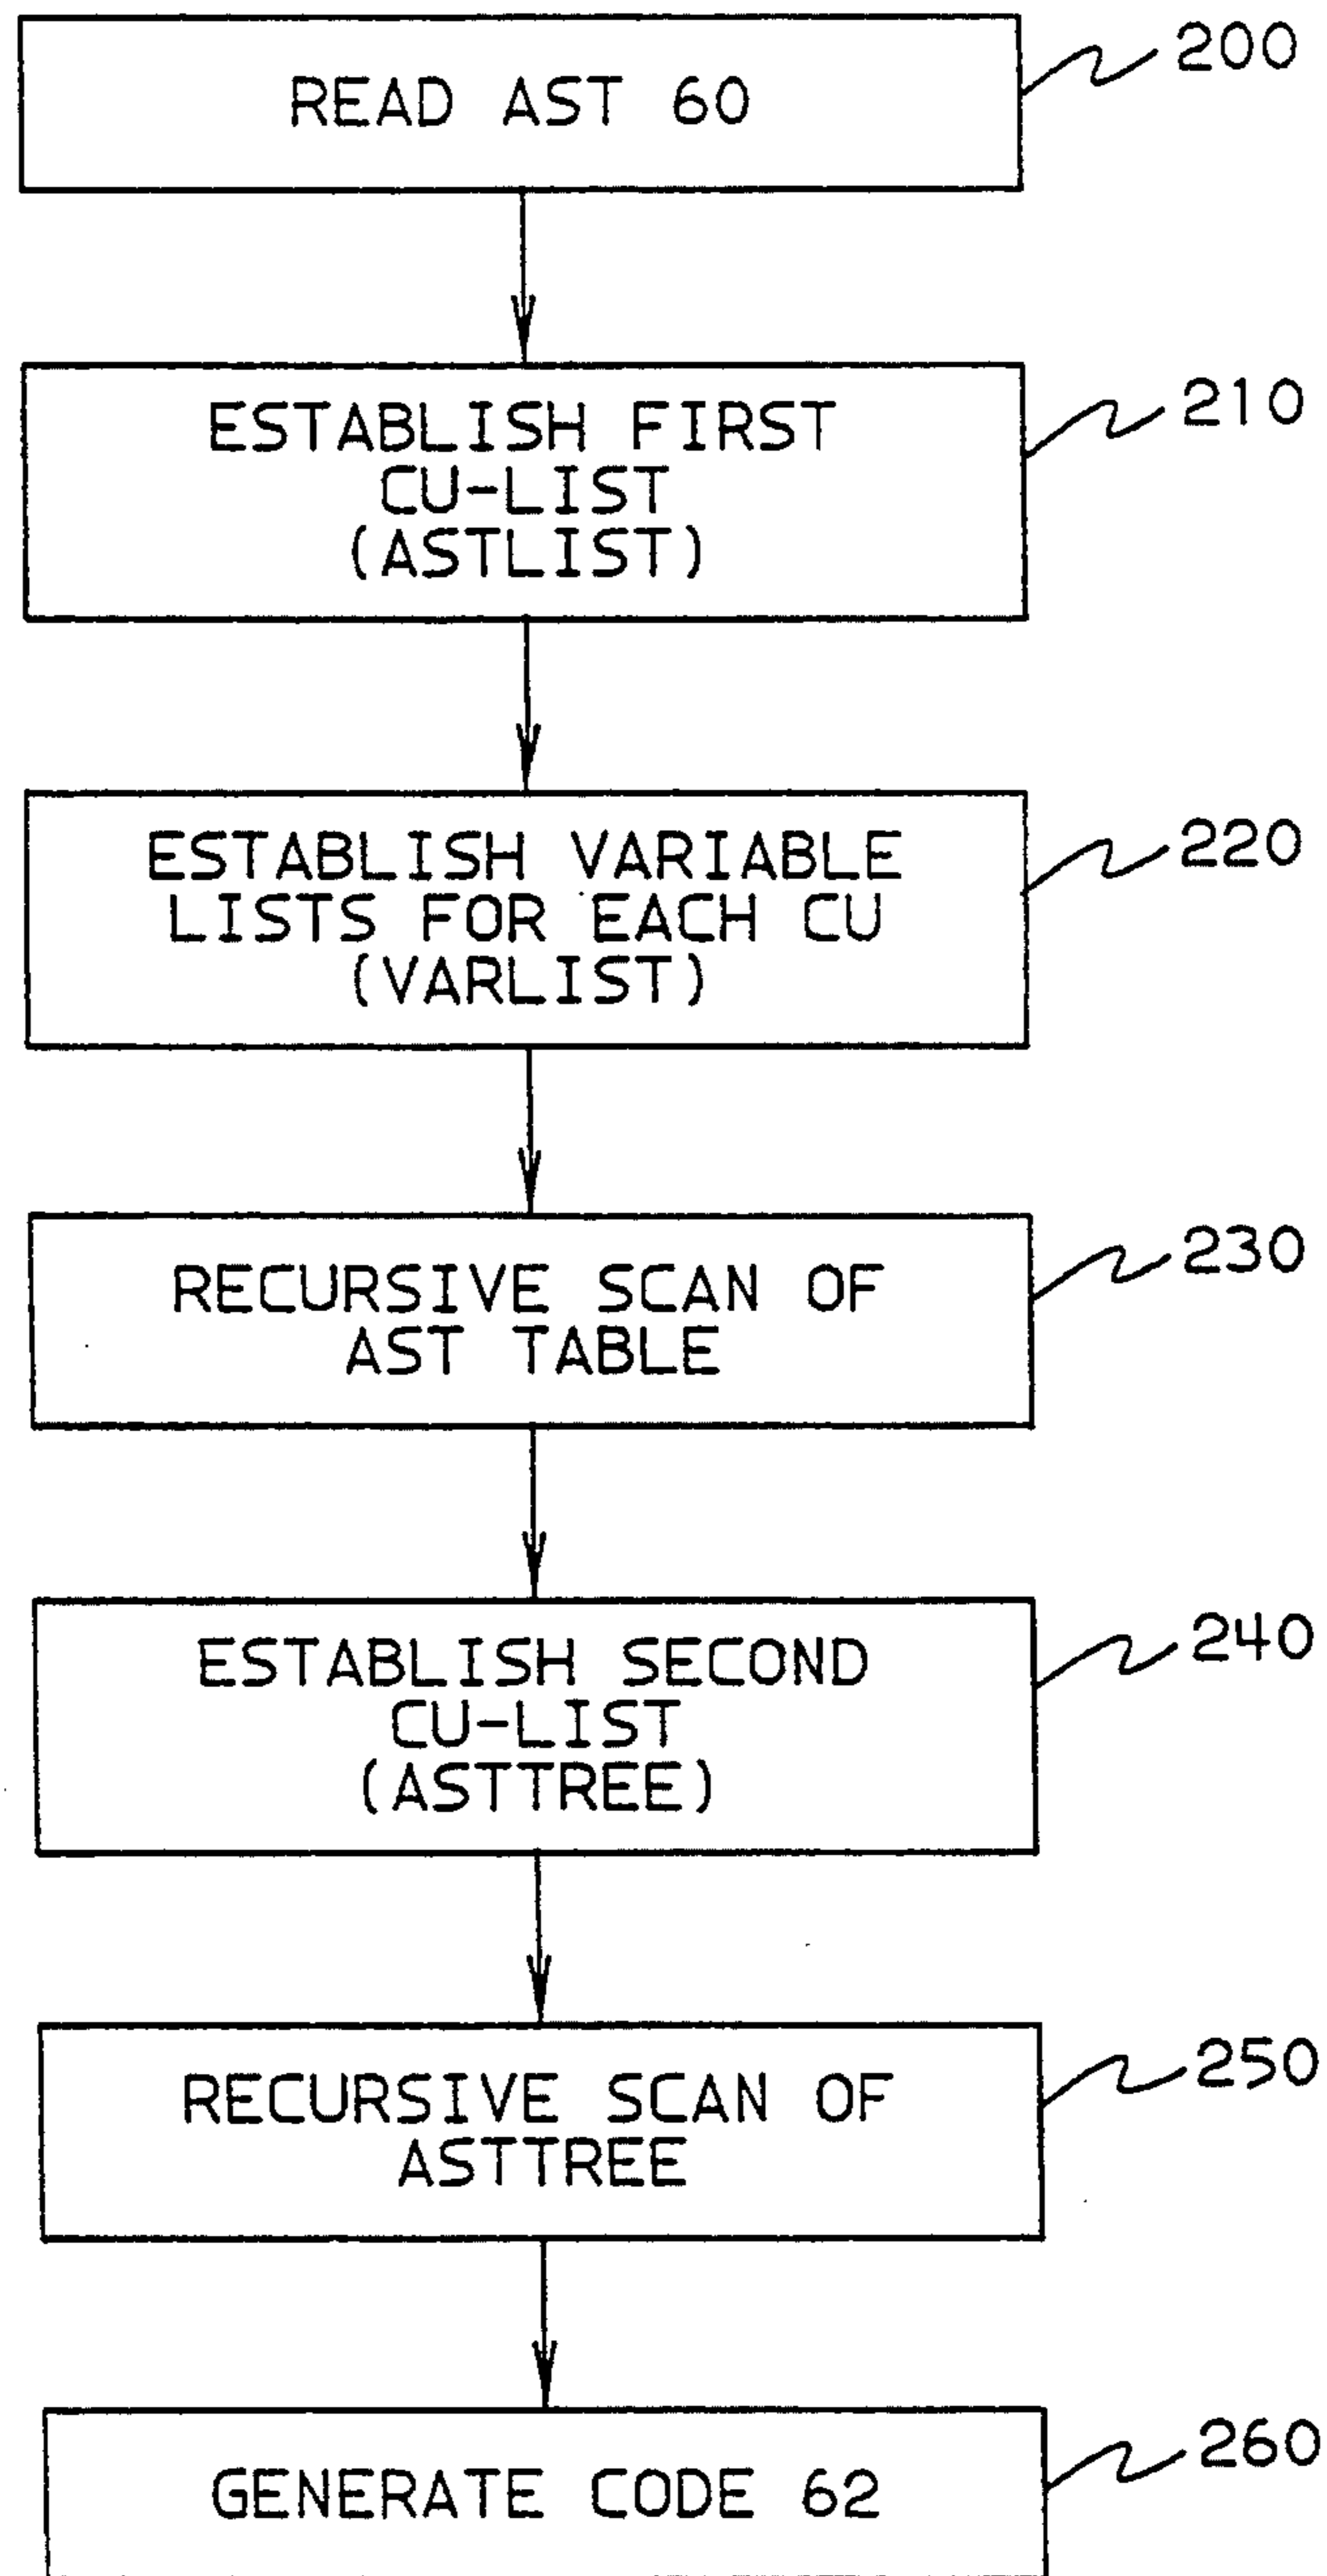 READ AST 60
200
ESTABLISH FIRST
CU-LIST
(ASTLIST)
210
ESTABLISH VARIABLE
LISTS FOR EACH CU
(VARLIST)
220
RECURSIVE SCAN OF
AST TABLE
230
ESTABLISH SECOND
CU-LIST
(ASTTREE)
240
RECURSIVE SCAN OF
ASTTREE
250
GENERATE CODE 62
260